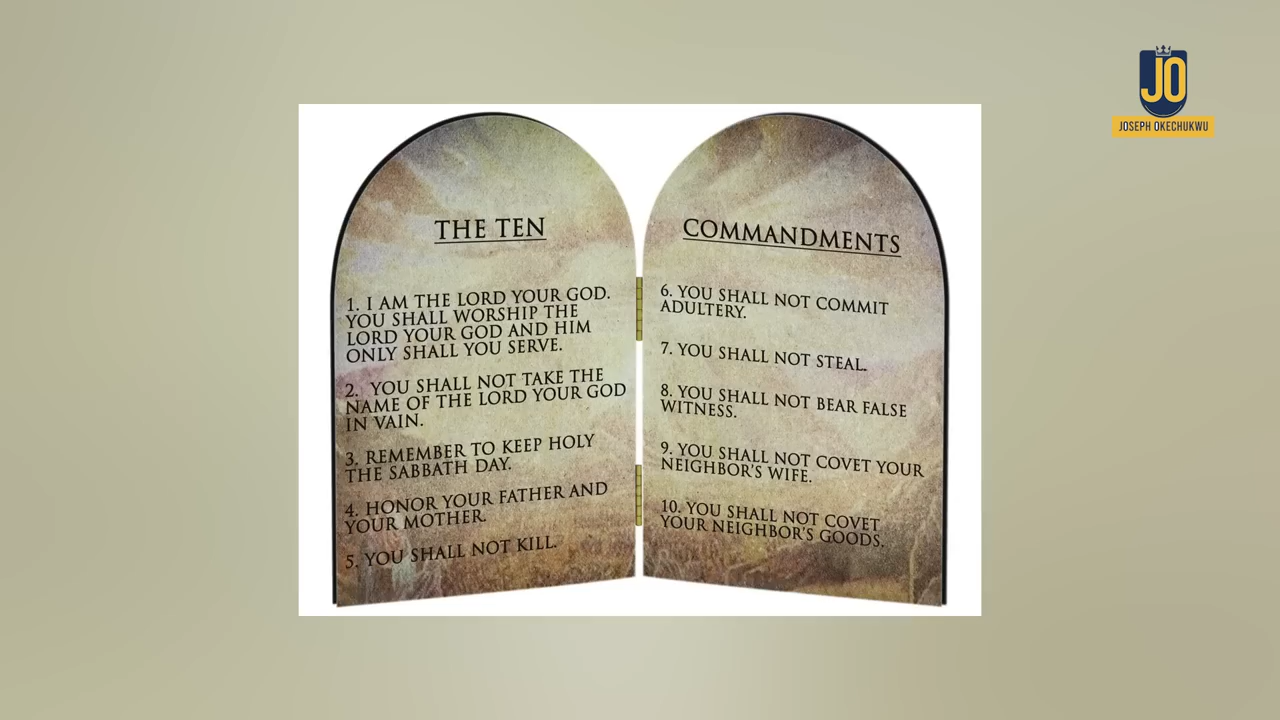 JO
JOSEPH OKECHUKWU
THE TEN
1. I AM THE LORD YOUR GOD.
YOU SHALL WORSHIP THE
LORD YOUR GOD AND HIM
ONLY SHALL YOU SERVE.
2. YOU SHALL NOT TAKE THE
NAME OF THE LORD YOUR GOD
IN VAIN.
3. REMEMBER TO KEEP HOLY
THE SABBATH DAY.
4. HONOR YOUR FATHER AND
YOUR MOTHER.
5. YOU SHALL NOT KILL.
COMMANDMENTS
6. YOU SHALL NOT COMMIT
ADULTERY.
7. YOU SHALL NOT STEAL.
8. YOU SHALL NOT BEAR FALSE
WITNESS.
9. YOU SHALL NOT COVET YOUR
NEIGHBOR'S WIFE.
10. YOU SHALL NOT COVET
YOUR NEIGHBOR'S GOODS.